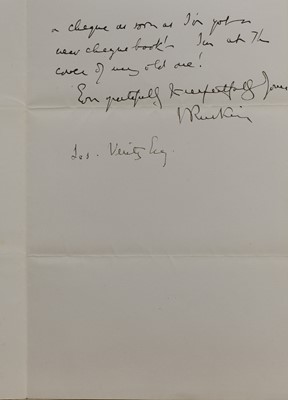 a cheque as soon as I've got a
new cheque book! I'm at the
cover of my old one!
Ever gratefully & respectfully Yours
J Ruskin
Jos. Verity Esq.